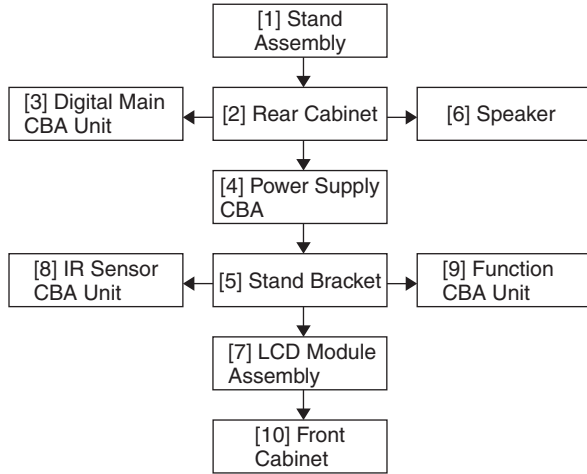 [1] Stand
Assembly
[3] Digital Main
CBA Unit
[2] Rear Cabinet
[6] Speaker
[4] Power Supply
CBA
[8] IR Sensor
CBA Unit
[5] Stand Bracket
[9] Function
CBA Unit
[7] LCD Module
Assembly
[10] Front
Cabinet